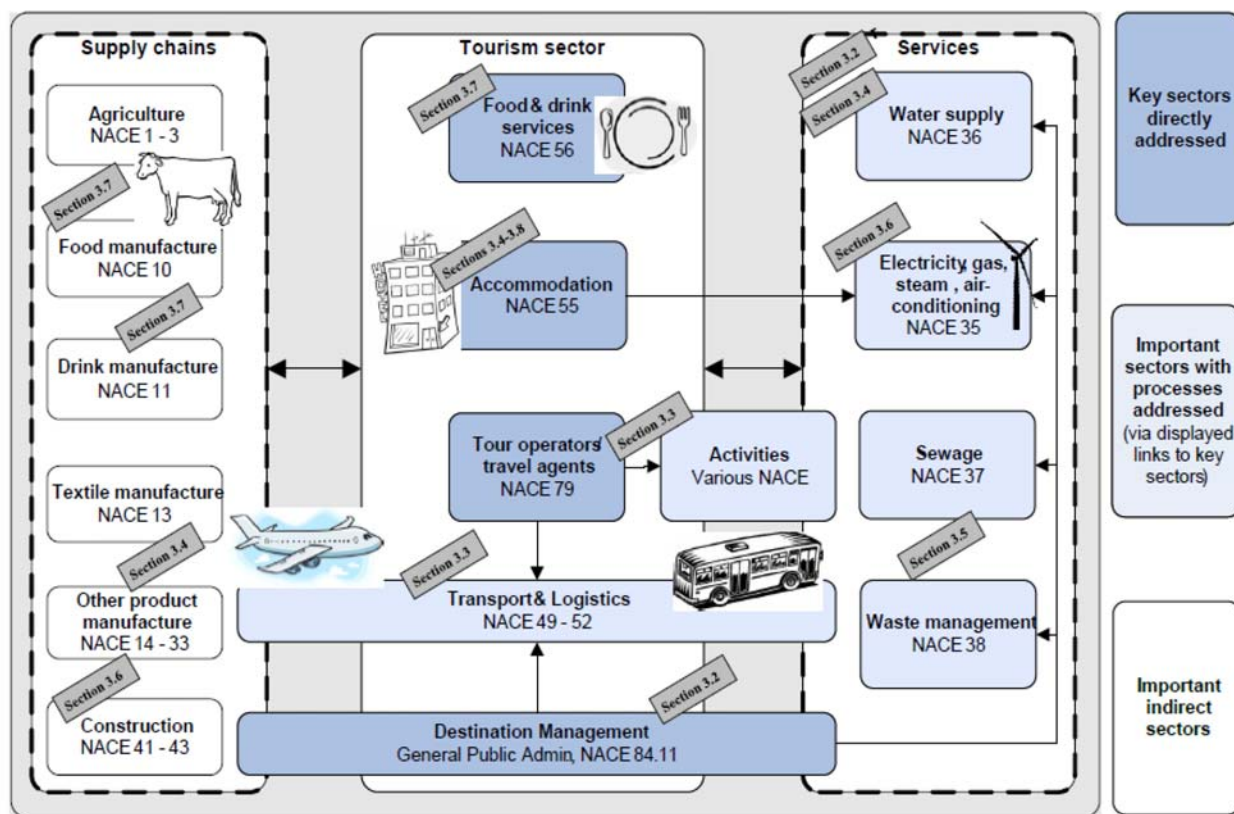 Supply chains
Agriculture
NACE 1 - 3
Section 3.7
Food manufacture
NACE 10
Section 3.7
Drink manufacture
NACE 11
Textile manufacture
NACE 13
Section 3.4
Other product
manufacture
NACE 14 - 33
Section 3.6
Construction
NACE 41 - 43
Tourism sector
Section 3.7
Food & drink
services
NACE 56
Sections 3.4-3.8
Accommodation
NACE 55
Tour operators/
travel agents
NACE 79
Section 3.3
Activities
Various NACE
Section 3.3
Transport & Logistics
NACE 49 - 52
Section 3.2
Destination Management
General Public Admin, NACE 84.11
Services
Section 3.2
Section 3.4
Water supply
NACE 36
Section 3.6
Electricity, gas,
steam , air-
conditioning
NACE 35
Sewage
NACE 37
Section 3.5
Waste management
NACE 38
Key sectors
directly
addressed
Important
sectors with
processes
addressed
(via displayed
links to key
sectors)
Important
indirect
sectors